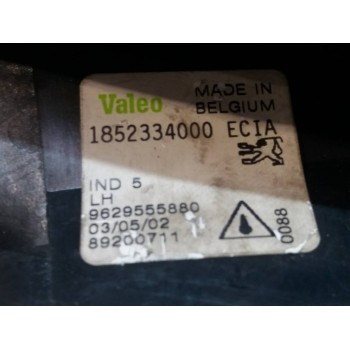 Valeo
MADE IN
BELGIUM
1852334000 ECIA
IND 5
LH
9629555880
03/05/02
89200711
0088